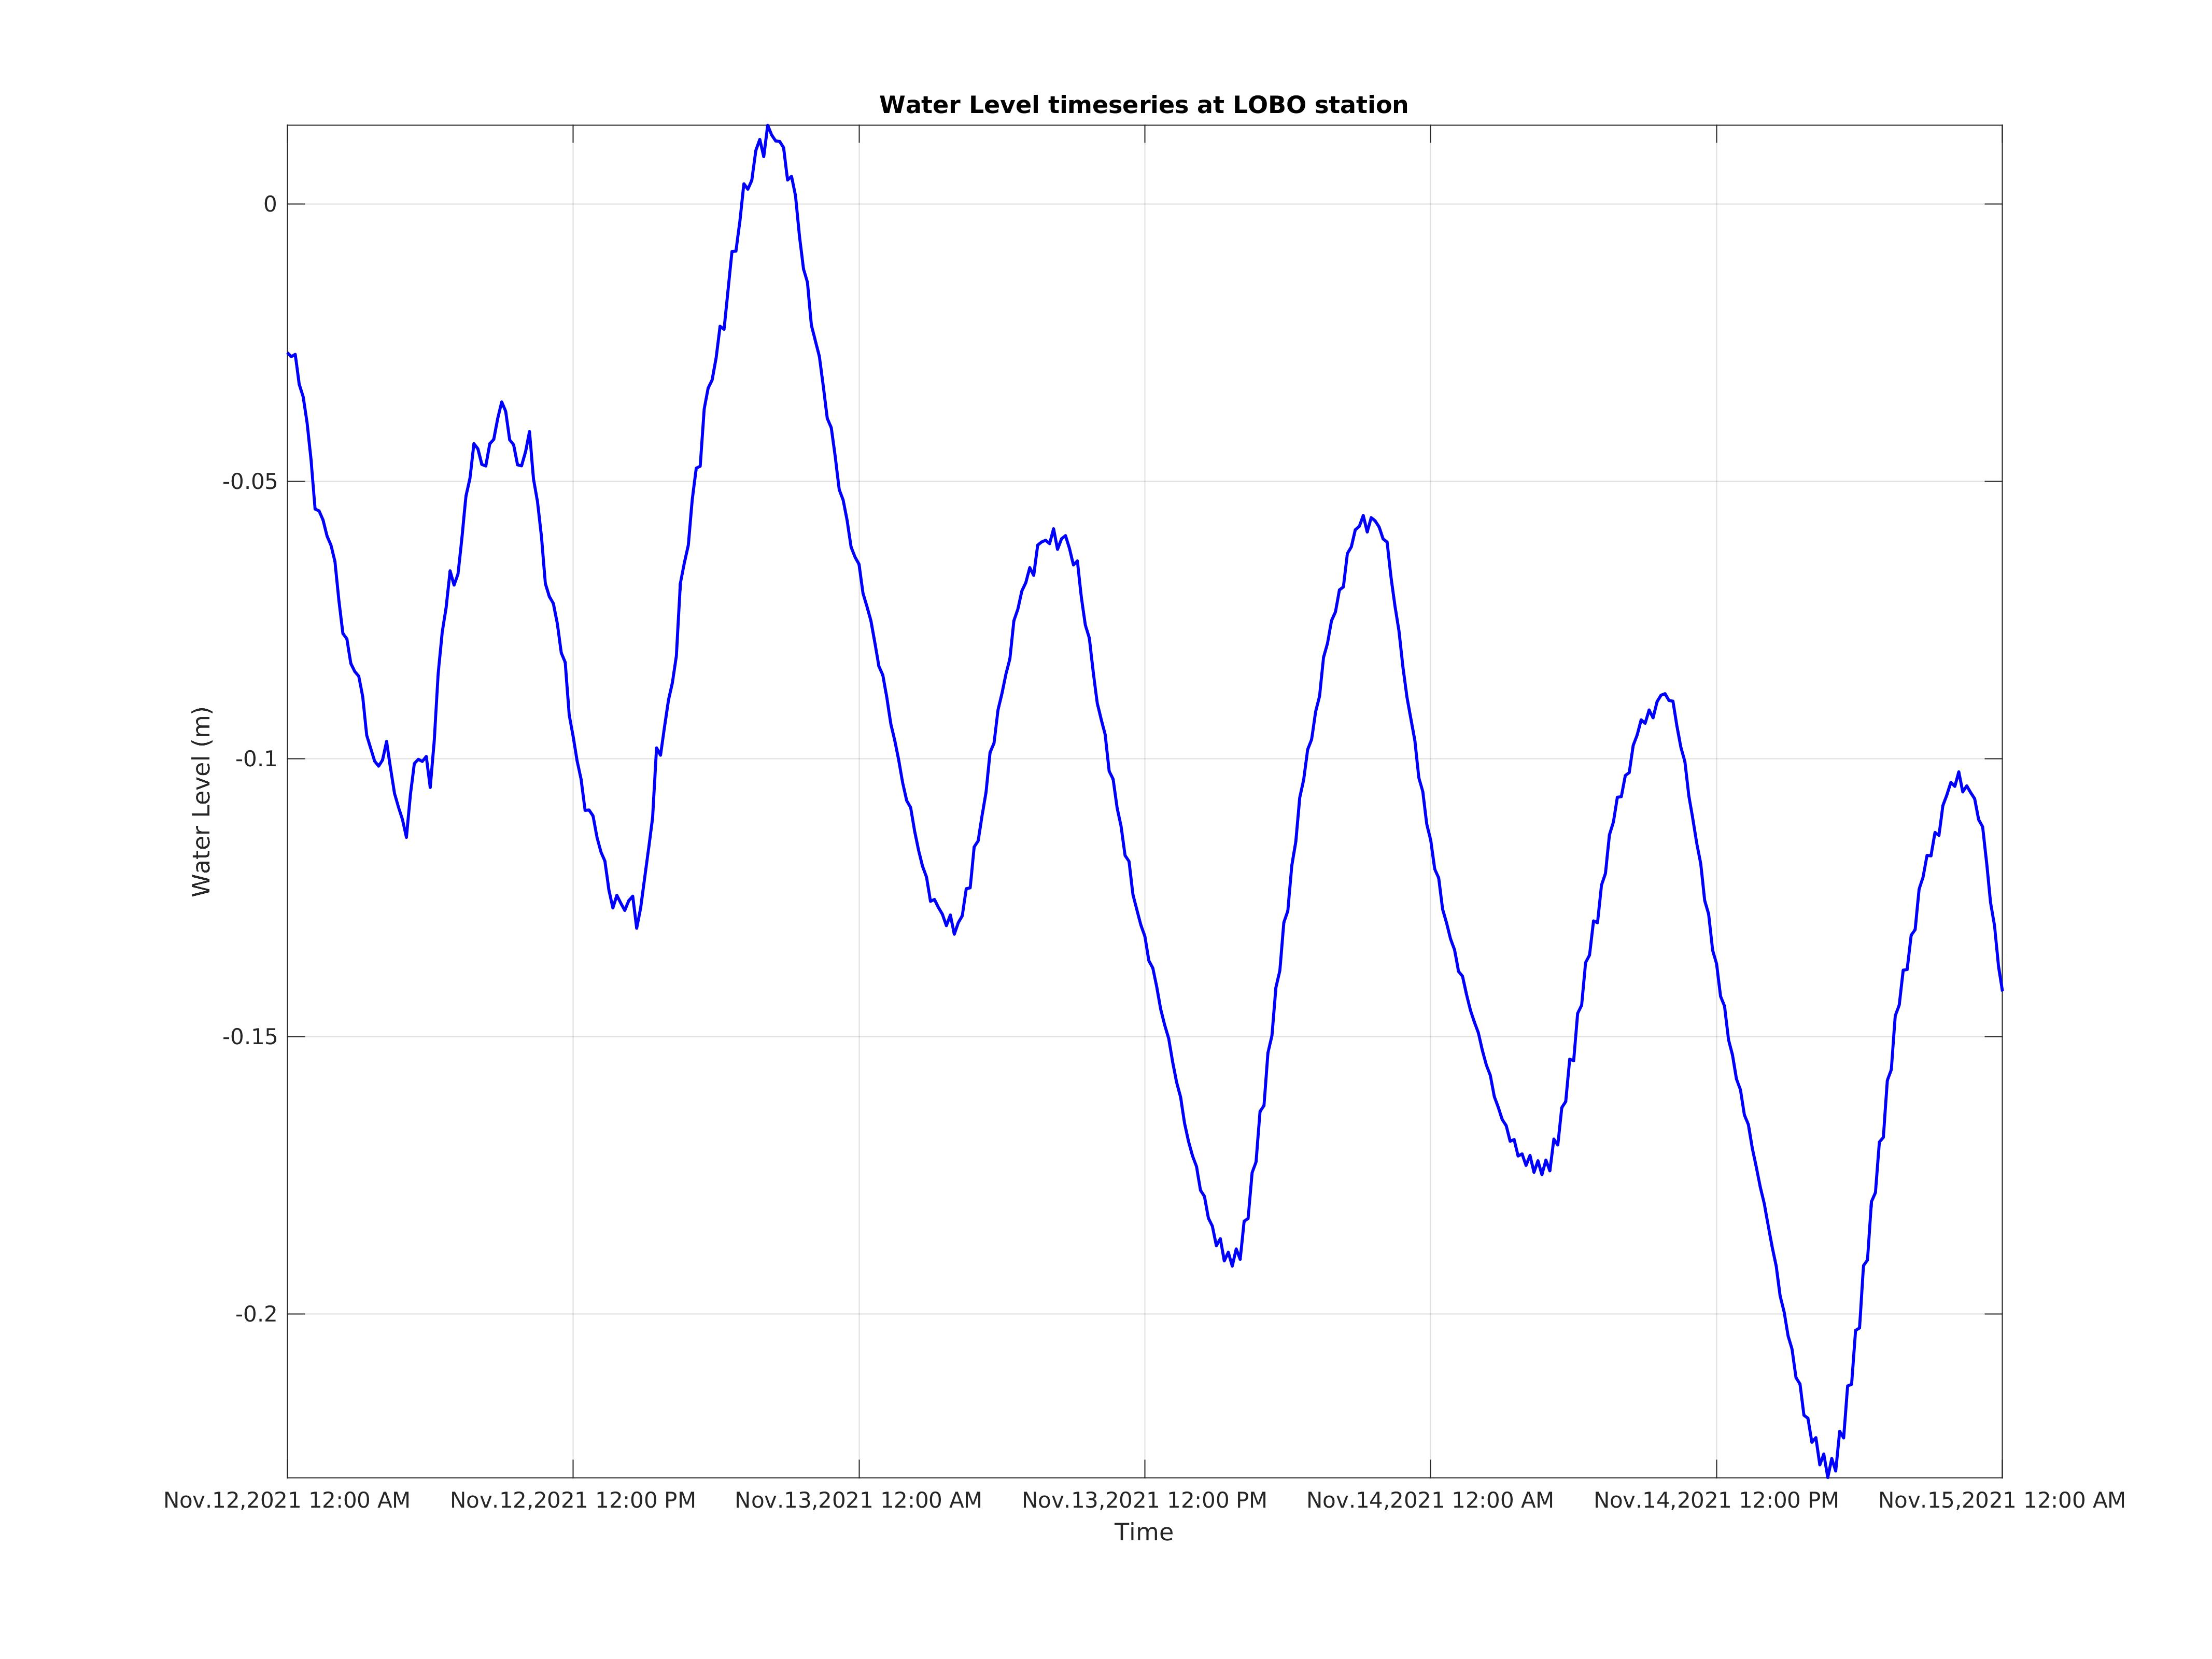 Water Level timeseries at LOBO station
0
-0.05
-0.1
-0.15
-0.2
Water Level (m)
Nov.12,2021 12:00 AM Nov.12,2021 12:00 PM Nov.13,2021 12:00 AM Nov.13,2021 12:00 PM Nov.14,2021 12:00 AM Nov.14,2021 12:00 PM Nov.15,2021 12:00 AM
Time